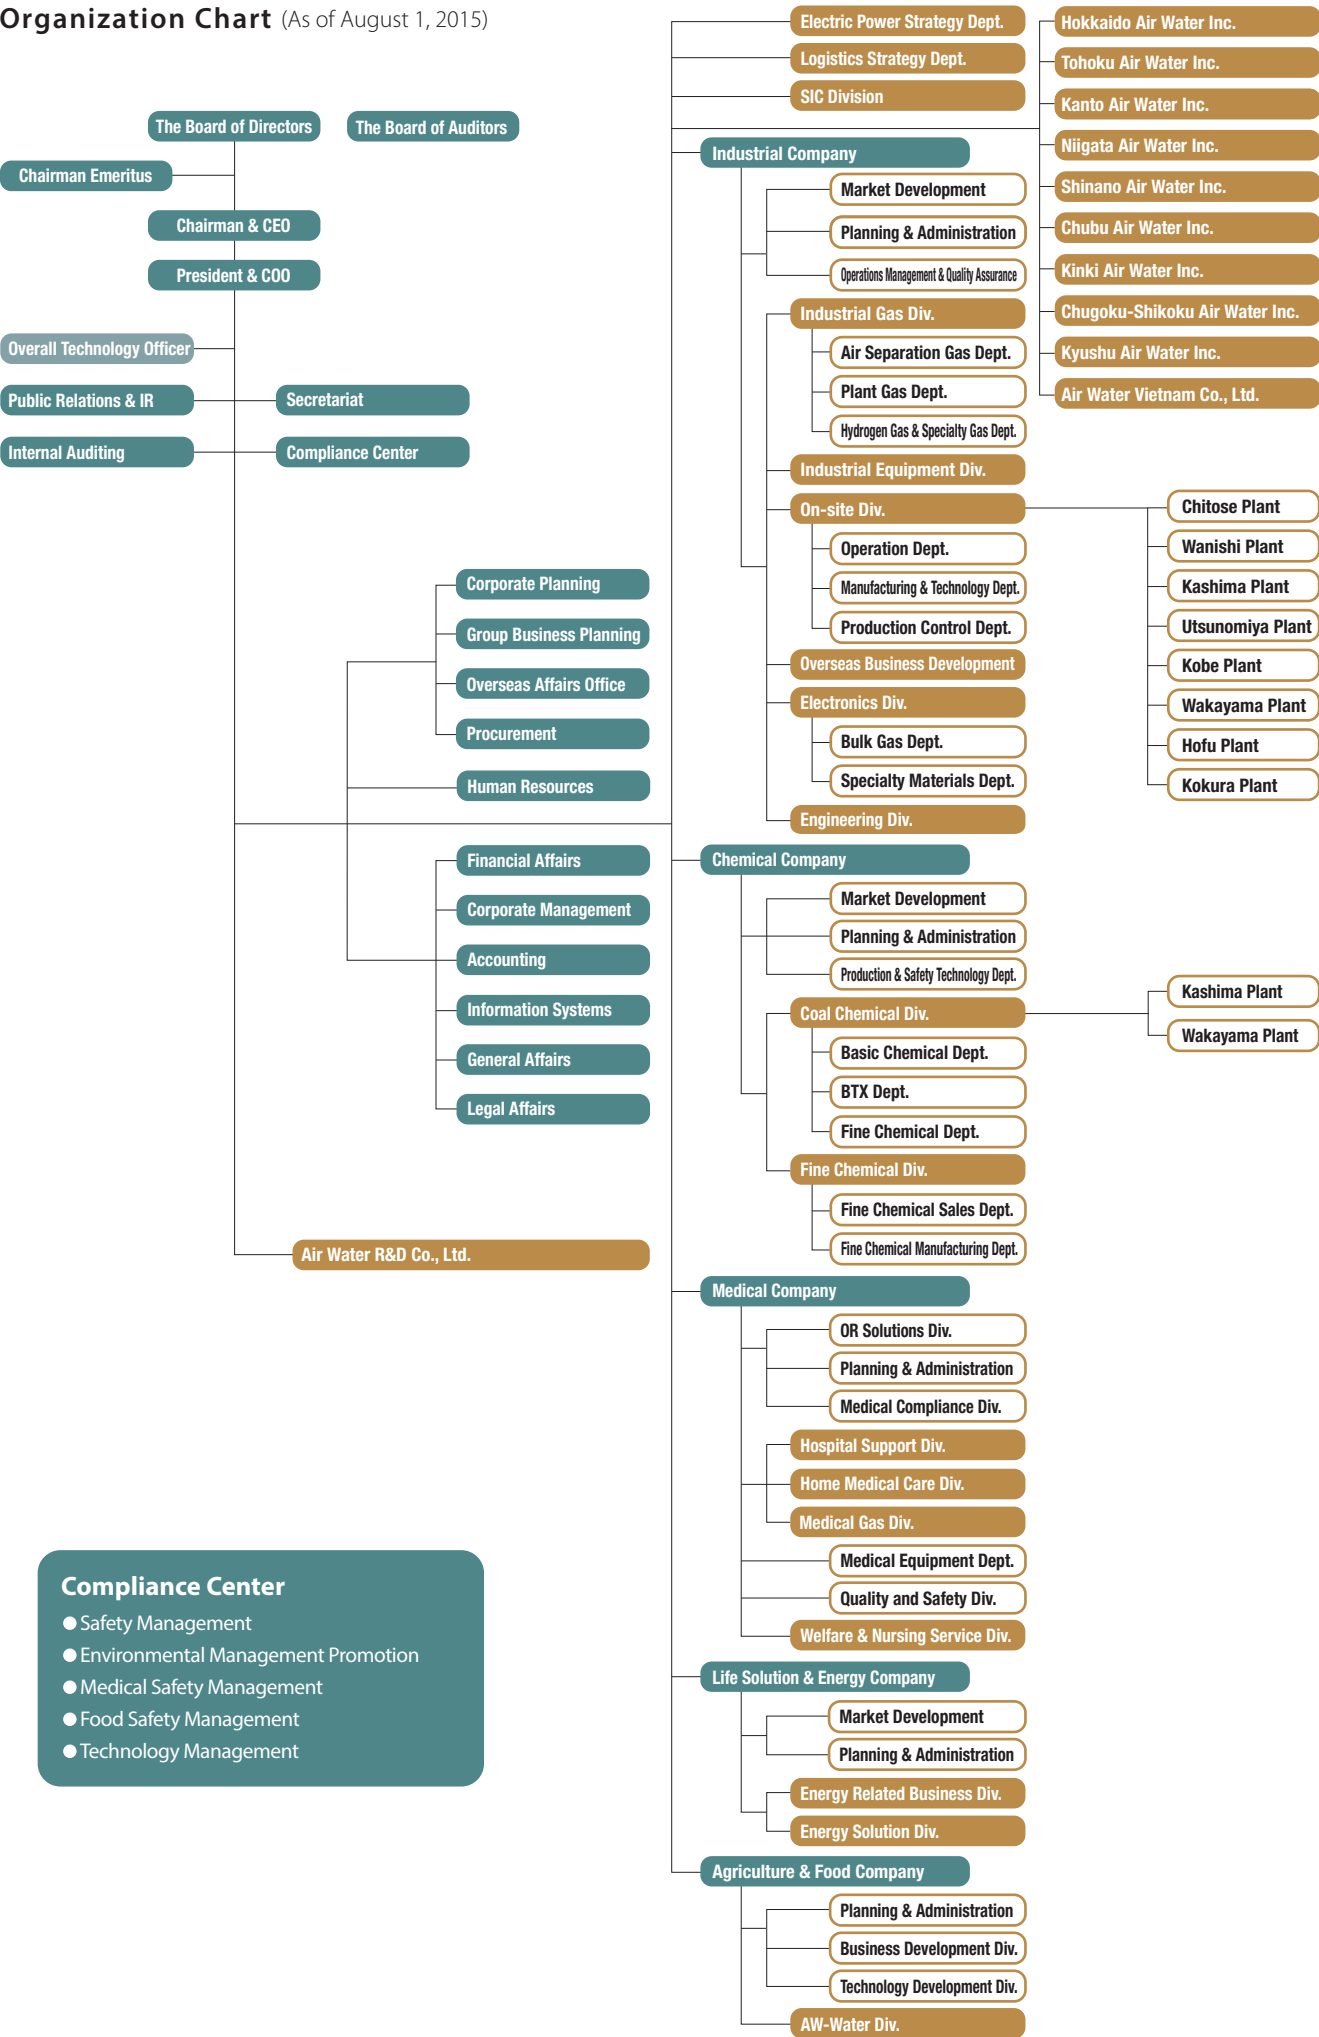 Organization Chart (As of August 1, 2015)
The Board of Directors
The Board of Auditors
Chairman Emeritus
Chairman & CEO
President & COO
Overall Technology Officer
Public Relations & IR
Secretariat
Internal Auditing
Compliance Center
Corporate Planning
Group Business Planning
Overseas Affairs Office
Procurement
Human Resources
Financial Affairs
Corporate Management
Accounting
Information Systems
General Affairs
Legal Affairs
Air Water R&D Co., Ltd.
Compliance Center
●Safety Management
●Environmental Management Promotion
●Medical Safety Management
●Food Safety Management
●Technology Management
Electric Power Strategy Dept.
Logistics Strategy Dept.
SIC Division
Industrial Company
Market Development
Planning & Administration
Operations Management & Quality Assurance
Industrial Gas Div.
Air Separation Gas Dept.
Plant Gas Dept.
Hydrogen Gas & Specialty Gas Dept.
Industrial Equipment Div.
On-site Div.
Operation Dept.
Manufacturing & Technology Dept.
Production Control Dept.
Overseas Business Development
Electronics Div.
Bulk Gas Dept.
Specialty Materials Dept.
Engineering Div.
Chemical Company
Market Development
Planning & Administration
Production & Safety Technology Dept.
Coal Chemical Div.
Basic Chemical Dept.
BTX Dept.
Fine Chemical Dept.
Fine Chemical Div.
Fine Chemical Sales Dept.
Fine Chemical Manufacturing Dept.
Medical Company
OR Solutions Div.
Planning & Administration
Medical Compliance Div.
Hospital Support Div.
Home Medical Care Div.
Medical Gas Div.
Medical Equipment Dept.
Quality and Safety Div.
Welfare & Nursing Service Div.
Life Solution & Energy Company
Market Development
Planning & Administration
Energy Related Business Div.
Energy Solution Div.
Agriculture & Food Company
Planning & Administration
Business Development Div.
Technology Development Div.
AW-Water Div.
Hokkaido Air Water Inc.
Tohoku Air Water Inc.
Kanto Air Water Inc.
Niigata Air Water Inc.
Shinano Air Water Inc.
Chubu Air Water Inc.
Kinki Air Water Inc.
Chugoku-Shikoku Air Water Inc.
Kyushu Air Water Inc.
Air Water Vietnam Co., Ltd.
Chitose Plant
Wanishi Plant
Kashima Plant
Utsunomiya Plant
Kobe Plant
Wakayama Plant
Hofu Plant
Kokura Plant
Kashima Plant
Wakayama Plant